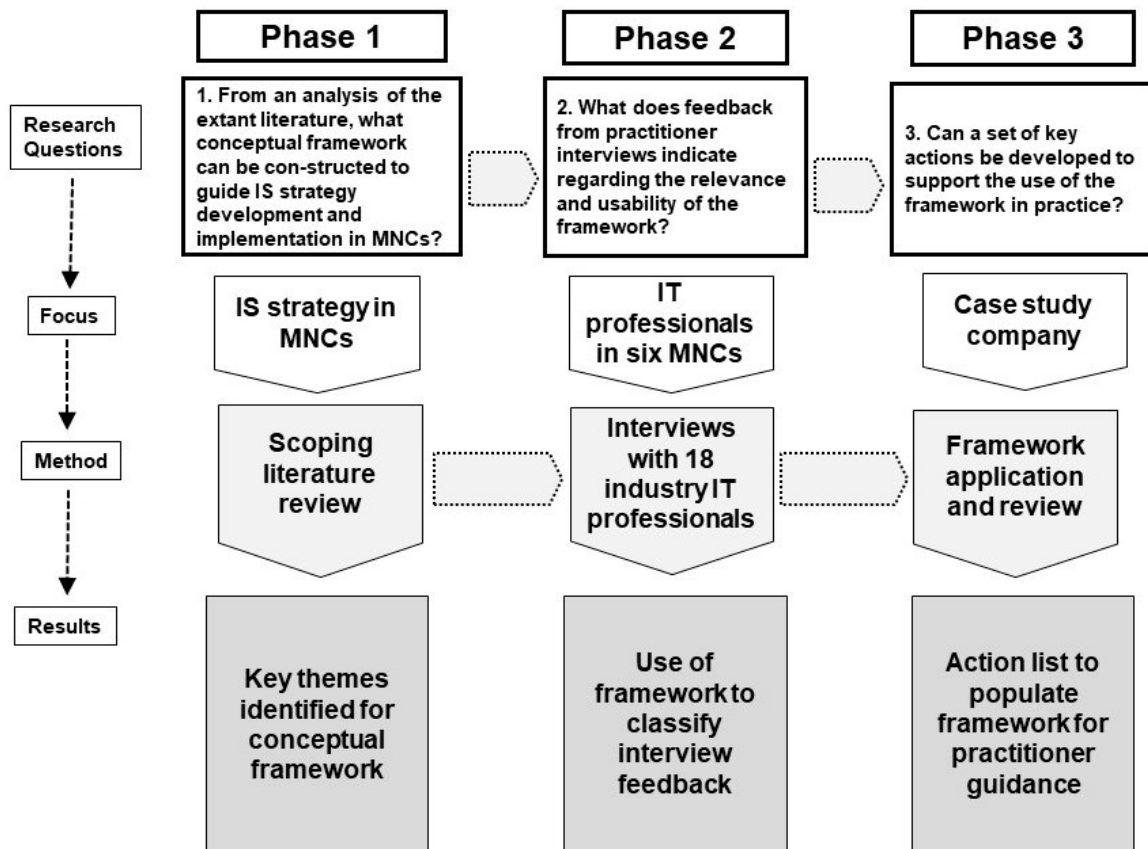 Phase 1
Phase 2
Phase 3
Research
Questions
1. From an analysis of the
extant literature, what
conceptual framework
can be con-structed to
guide IS strategy
development and
implementation in MNCs?
2. What does feedback
from practitioner
interviews indicate
regarding the relevance
and usability of the
framework?
3. Can a set of key
actions be developed to
support the use of the
framework in practice?
Focus
IS strategy in
MNCs
IT
professionals
in six MNCs
Case study
company
Method
Scoping
literature
review
Interviews
with 18
industry IT
professionals
Framework
application
and review
Results
Key themes
identified for
conceptual
framework
Use of
framework to
classify
interview
feedback
Action list to
populate
framework for
practitioner
guidance